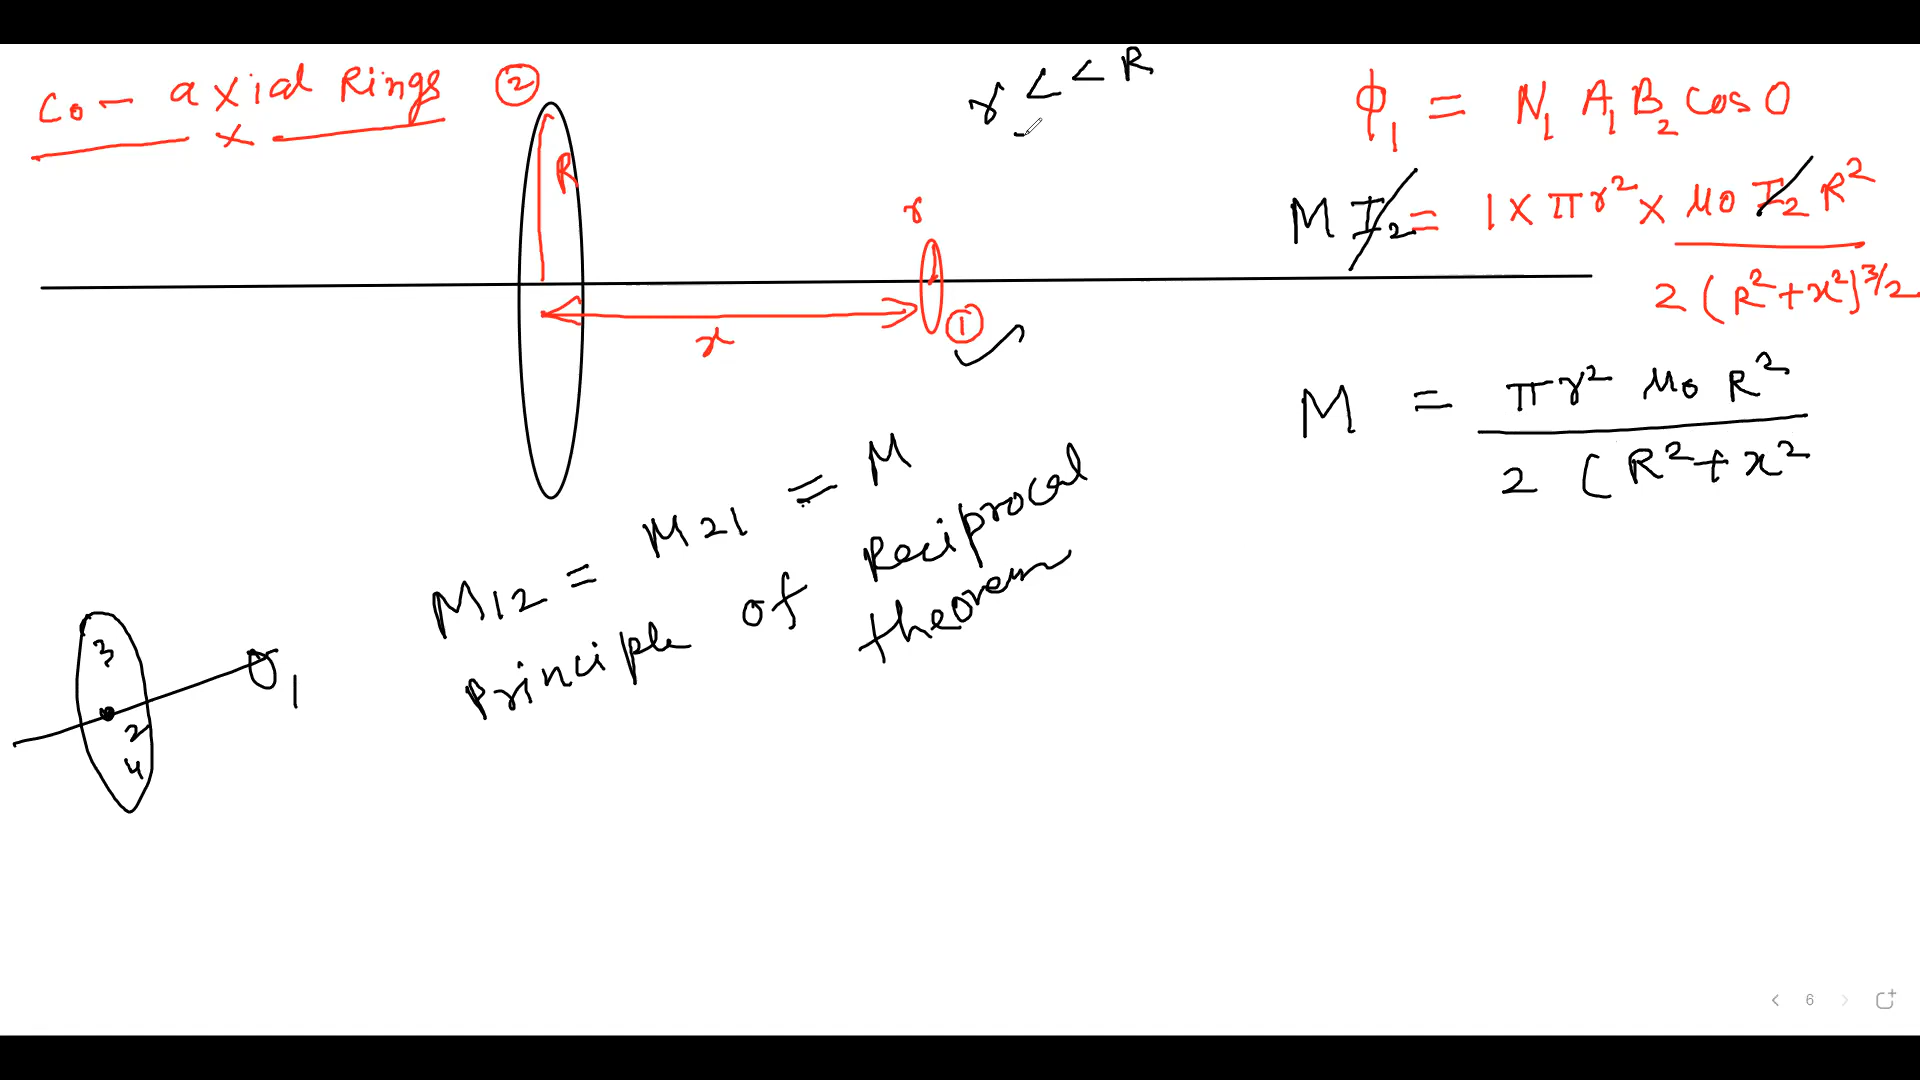 Co-axial Rings ②
R
r << R
r
x
①
ϕ₁ = N₁ A₁ B₂ cos 0
M I₂ = 1 × πr² × μ0 I₂ R² / 2 (R² + x²)^3/2
M = πr² μ0 R² / 2 (R² + x²
M12 = M21 = M
Principle of Reciprocal
theorem
3
2
4
1
6